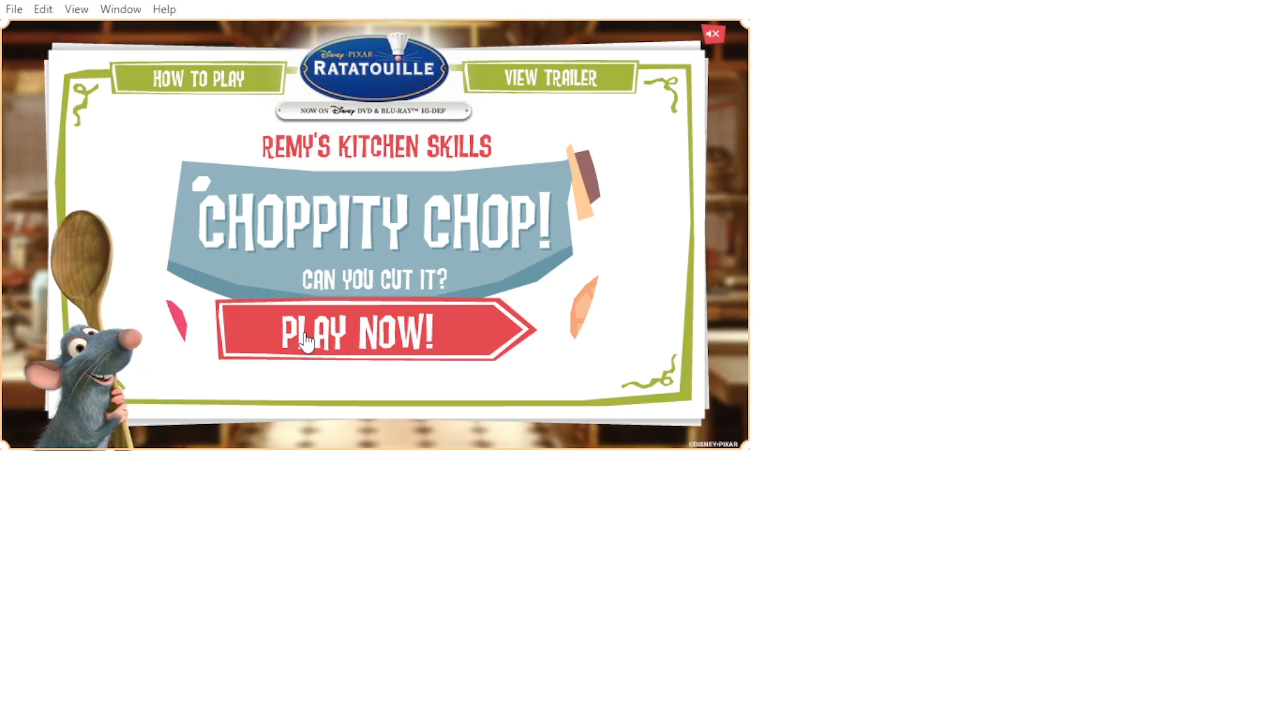 File Edit View Window Help
HOW TO PLAY
DISNEY·PIXAR
RATATOUILLE
VIEW TRAILER
NOW ON Disney DVD & BLU-RAY™ HI-DEF
REMY'S KITCHEN SKILLS
CHOPPITY CHOP!
CAN YOU CUT IT?
PLAY NOW!
©DISNEY•PIXAR